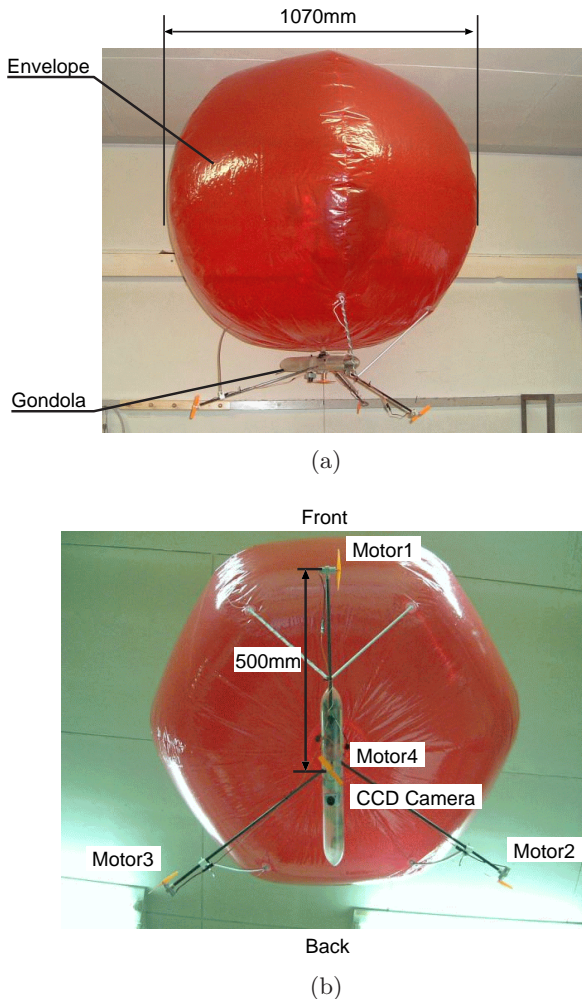 1070mm
Envelope
Gondola
(a)
Front
Motor1
500mm
Motor4
CCD Camera
Motor3
Motor2
Back
(b)